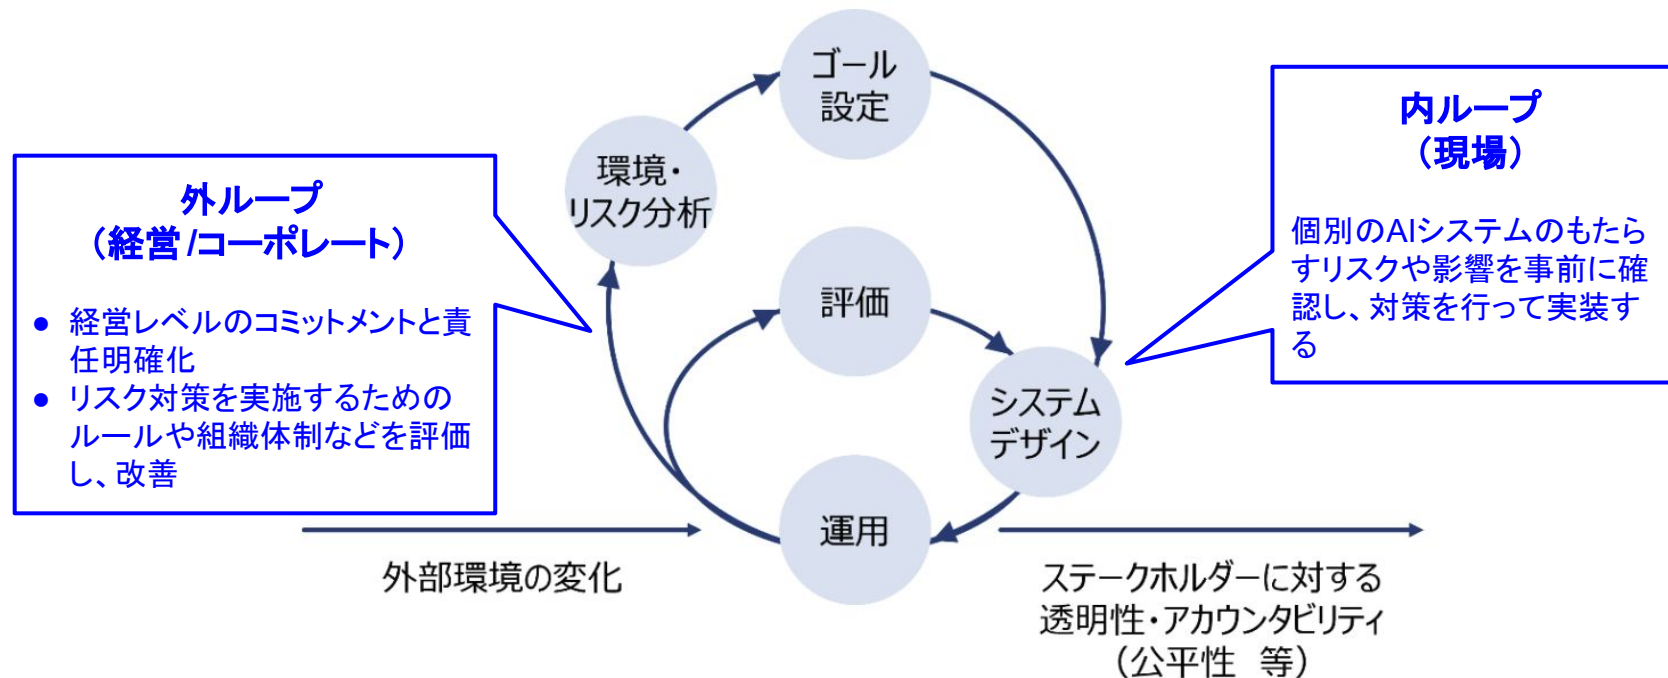 ゴール
設定
環境・
リスク分析
評価
システム
デザイン
運用
外ループ
（経営/コーポレート）
● 経営レベルのコミットメントと責
任明確化
● リスク対策を実施するための
ルールや組織体制などを評価
し、改善
内ループ
（現場）
個別のAIシステムのもたら
すリスクや影響を事前に確
認し、対策を行って実装す
る
外部環境の変化
ステークホルダーに対する
透明性・アカウンタビリティ
（公平性 等）